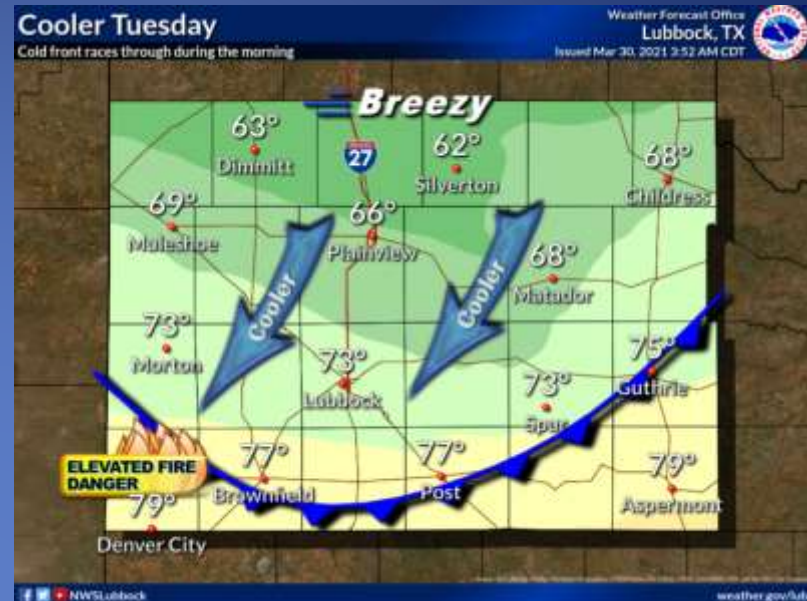 Cooler Tuesday
Cold front races through during the morning
Weather Forecast Office
Lubbock, TX
Issued Mar 30, 2021 3:52 AM CDT
Breezy
63°
Dimmitt
27
62°
Silverton
68°
Childress
69°
Muleshoe
66°
Plainview
68°
Matador
Cooler
Cooler
73°
Morton
73°
Lubbock
73°
Spur
75°
Guthrie
ELEVATED FIRE
DANGER
77°
Brownfield
77°
Post
79°
Aspermont
79°
Denver City
NWSLubbock
weather.gov/lub